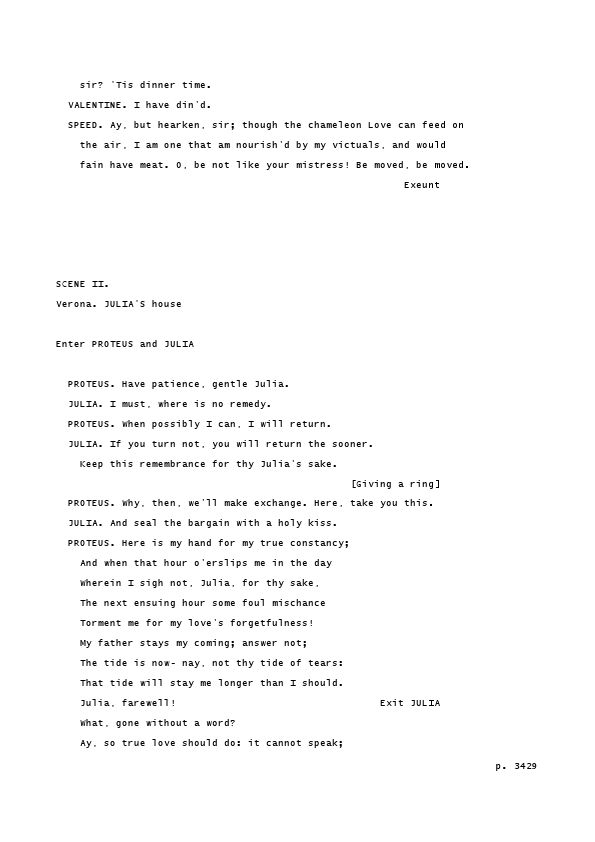 sir? 'Tis dinner time.
VALENTINE. I have din'd.
SPEED. Ay, but hearken, sir; though the chameleon Love can feed on
the air, I am one that am nourish'd by my victuals, and would
fain have meat. O, be not like your mistress! Be moved, be moved.
Exeunt
SCENE II.
Verona. JULIA'S house
Enter PROTEUS and JULIA
PROTEUS. Have patience, gentle Julia.
JULIA. I must, where is no remedy.
PROTEUS. When possibly I can, I will return.
JULIA. If you turn not, you will return the sooner.
Keep this remembrance for thy Julia's sake.
[Giving a ring]
PROTEUS. Why, then, we'll make exchange. Here, take you this.
JULIA. And seal the bargain with a holy kiss.
PROTEUS. Here is my hand for my true constancy;
And when that hour o'erslips me in the day
Wherein I sigh not, Julia, for thy sake,
The next ensuing hour some foul mischance
Torment me for my love's forgetfulness!
My father stays my coming; answer not;
The tide is now- nay, not thy tide of tears:
That tide will stay me longer than I should.
Julia, farewell! Exit JULIA
What, gone without a word?
Ay, so true love should do: it cannot speak;
p. 3429